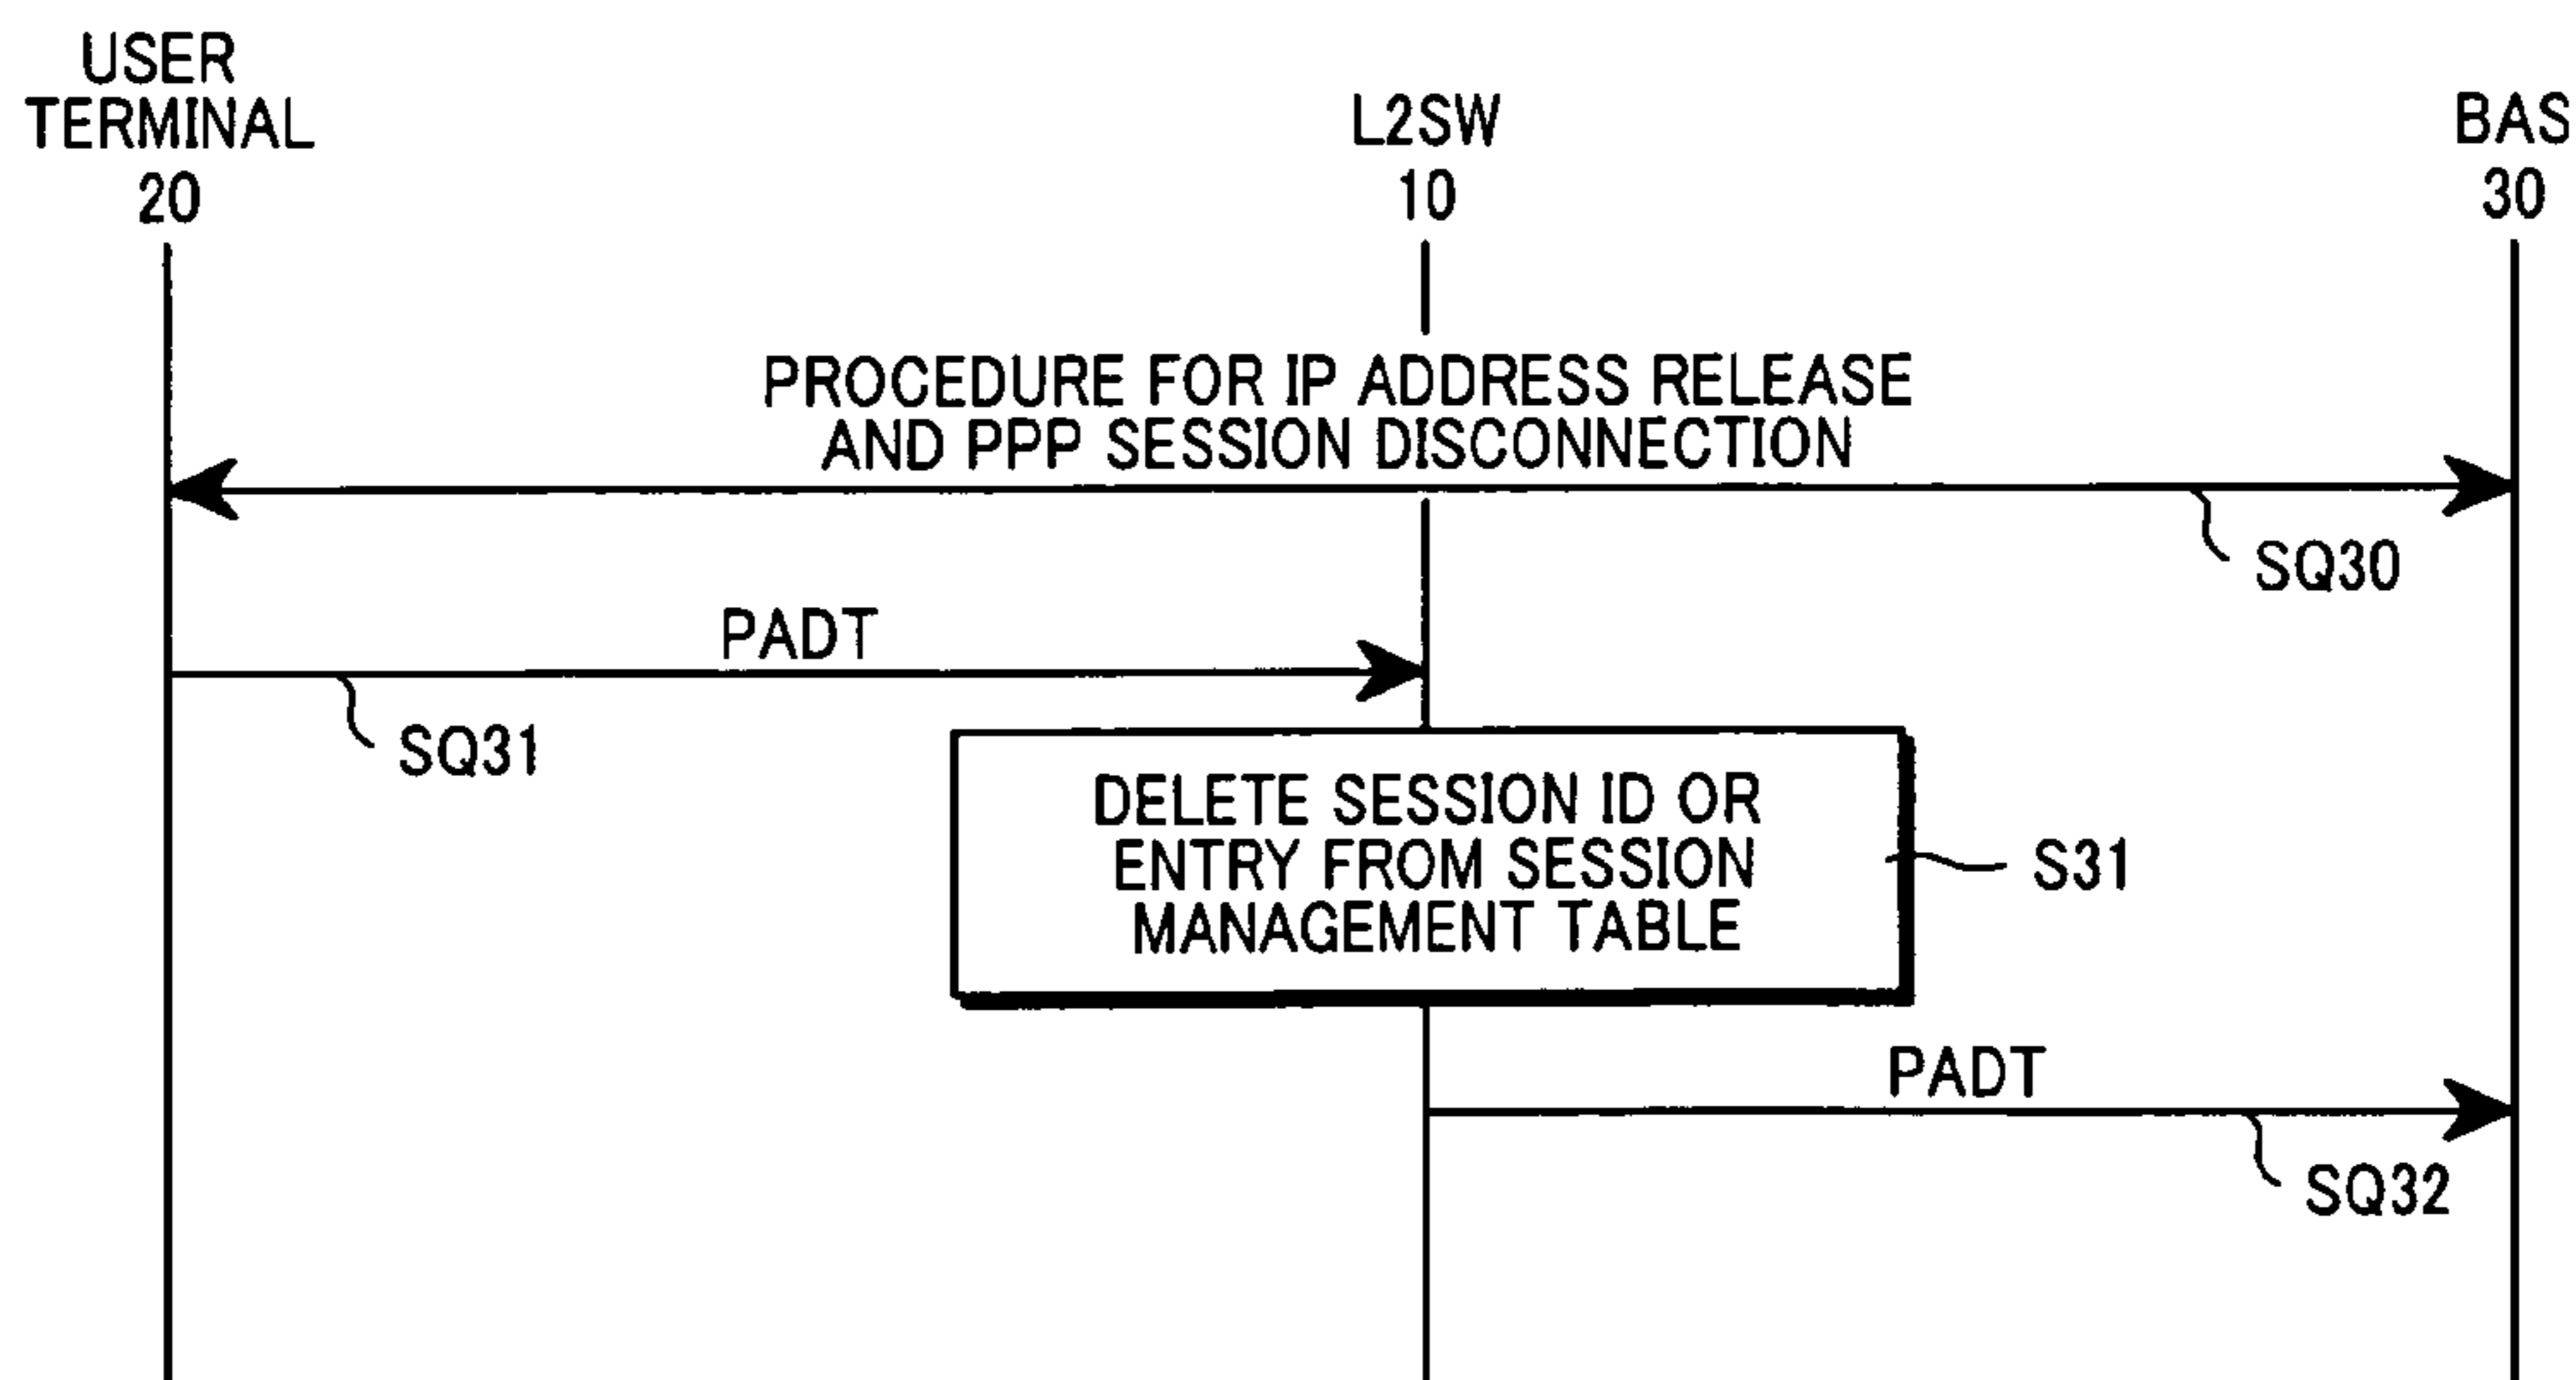 USER
TERMINAL
20
L2SW
10
BAS
30
PROCEDURE FOR IP ADDRESS RELEASE
AND PPP SESSION DISCONNECTION
SQ30
PADT
SQ31
DELETE SESSION ID OR
ENTRY FROM SESSION
MANAGEMENT TABLE
S31
PADT
SQ32